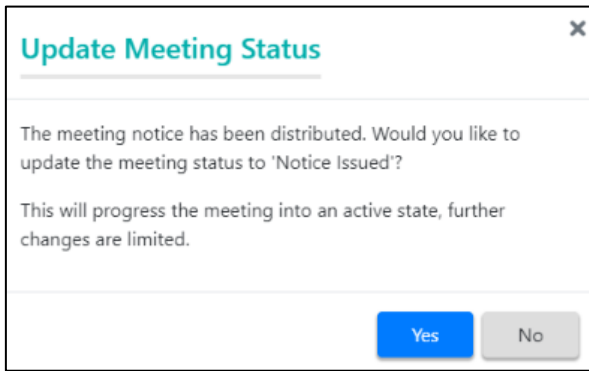 Update Meeting Status
The meeting notice has been distributed. Would you like to
update the meeting status to 'Notice Issued'?
This will progress the meeting into an active state, further
changes are limited.
Yes No